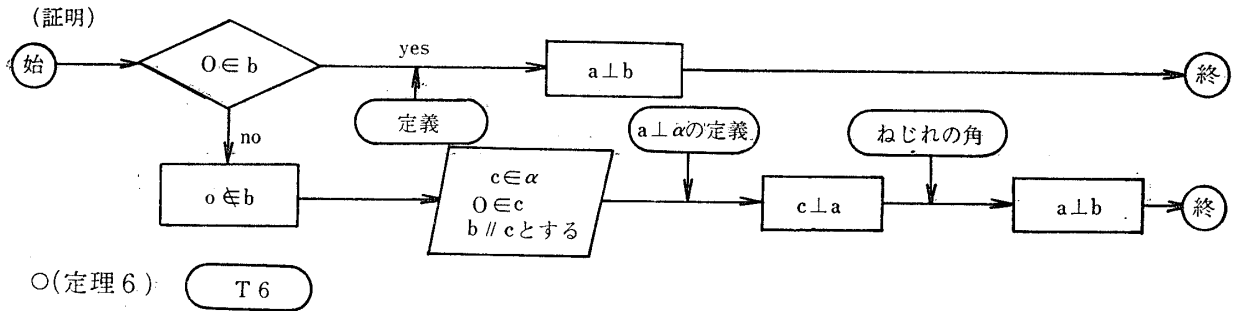 (証明)
始
O∈b
yes
a⊥b
終
定義
no
o∉b
c∈α
O∈c
b//cとする
a⊥αの定義
c⊥a
ねじれの角
a⊥b
終
○(定理6)
T6